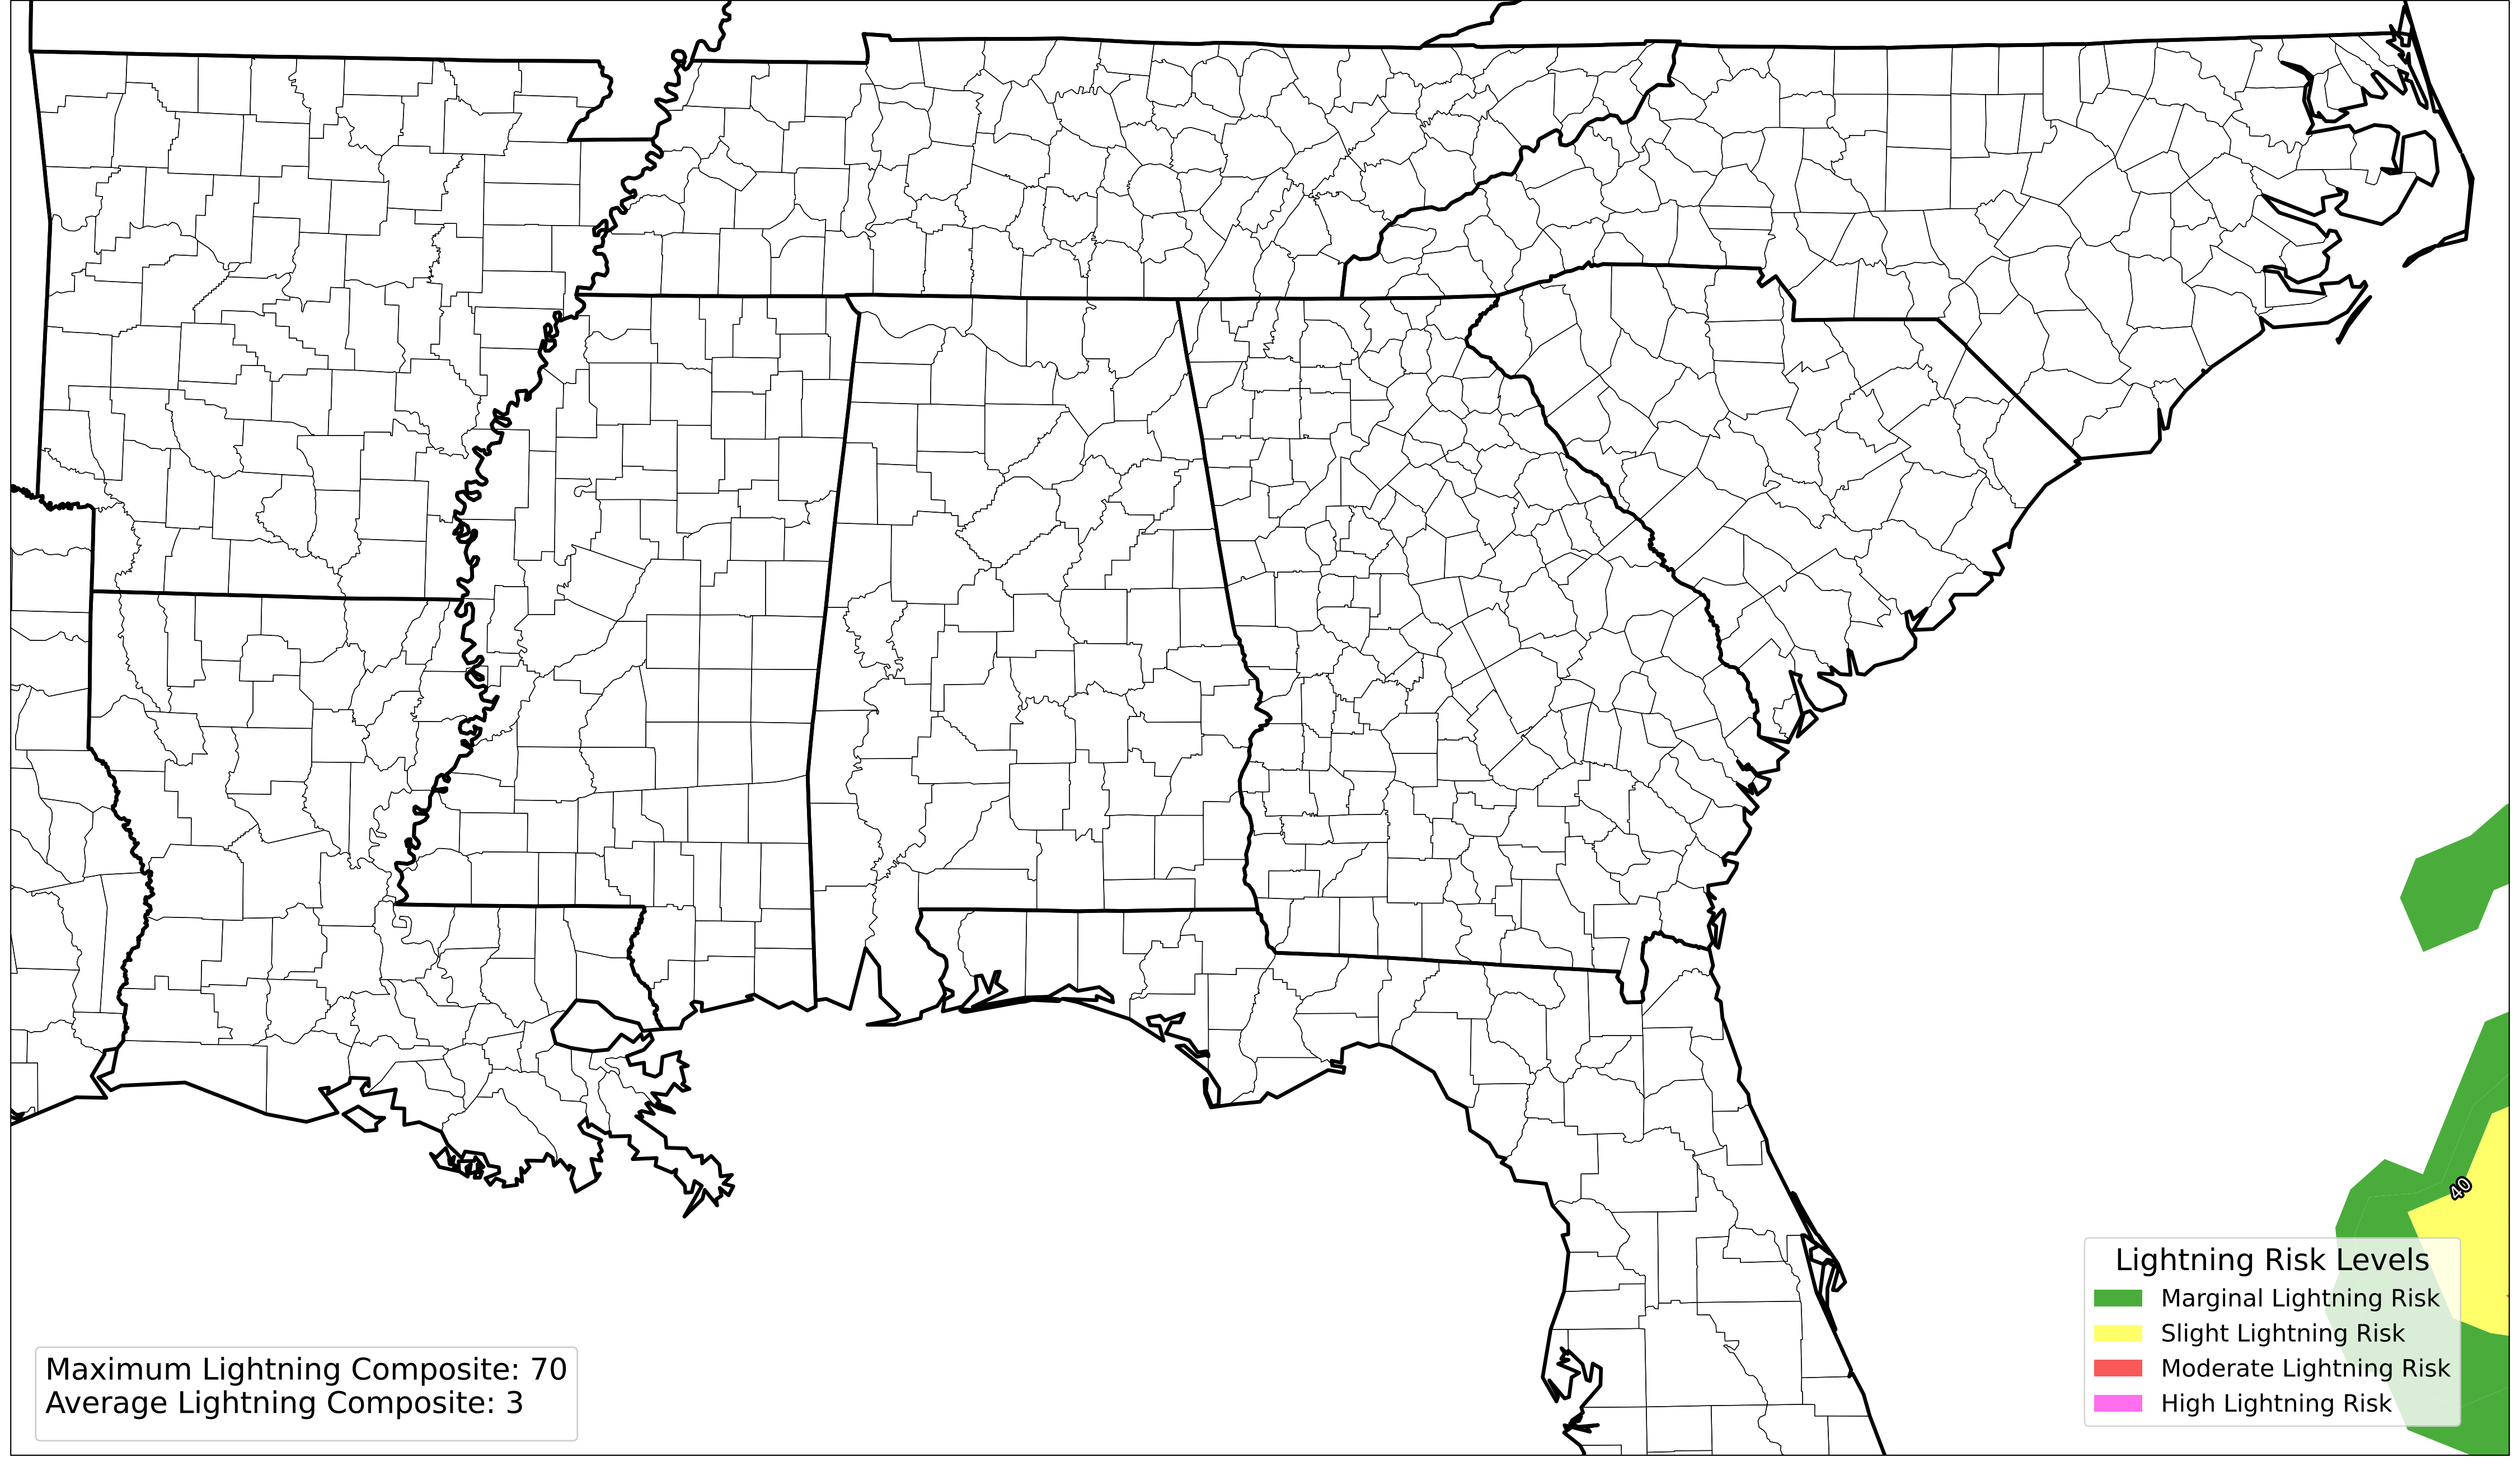 40
Lightning Risk Levels
Marginal Lightning Risk
Slight Lightning Risk
Moderate Lightning Risk
High Lightning Risk
Maximum Lightning Composite: 70
Average Lightning Composite: 3